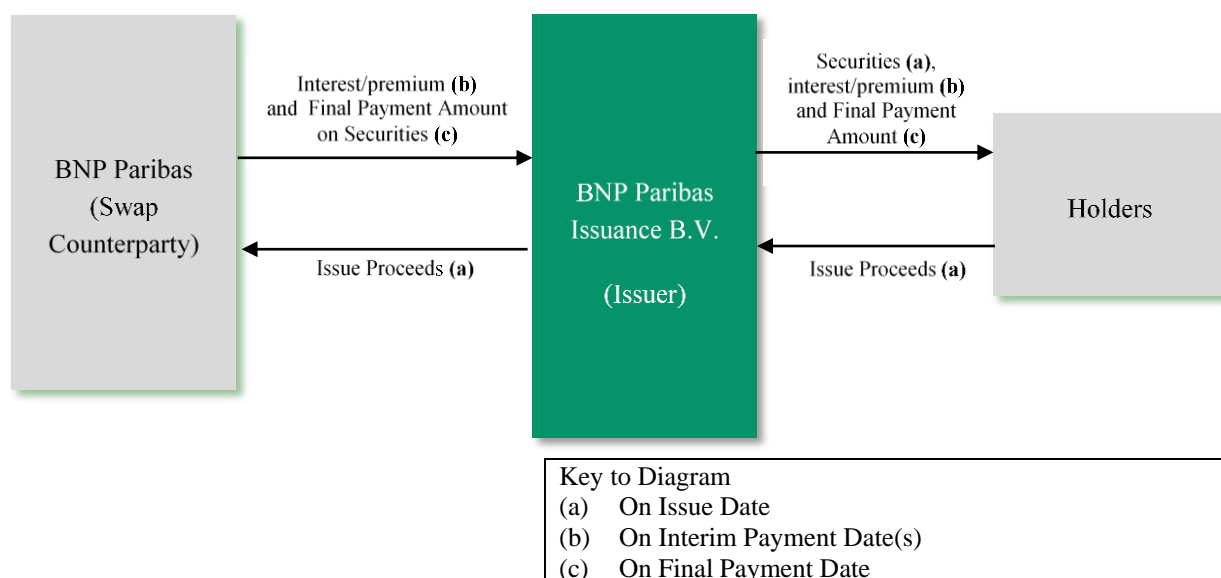 BNP Paribas
(Swap
Counterparty)
Interest/premium (b)
and Final Payment Amount
on Securities (c)
Issue Proceeds (a)
BNP Paribas
Issuance B.V.
(Issuer)
Securities (a),
interest/premium (b)
and Final Payment
Amount (c)
Issue Proceeds (a)
Holders
Key to Diagram
(a) On Issue Date
(b) On Interim Payment Date(s)
(c) On Final Payment Date